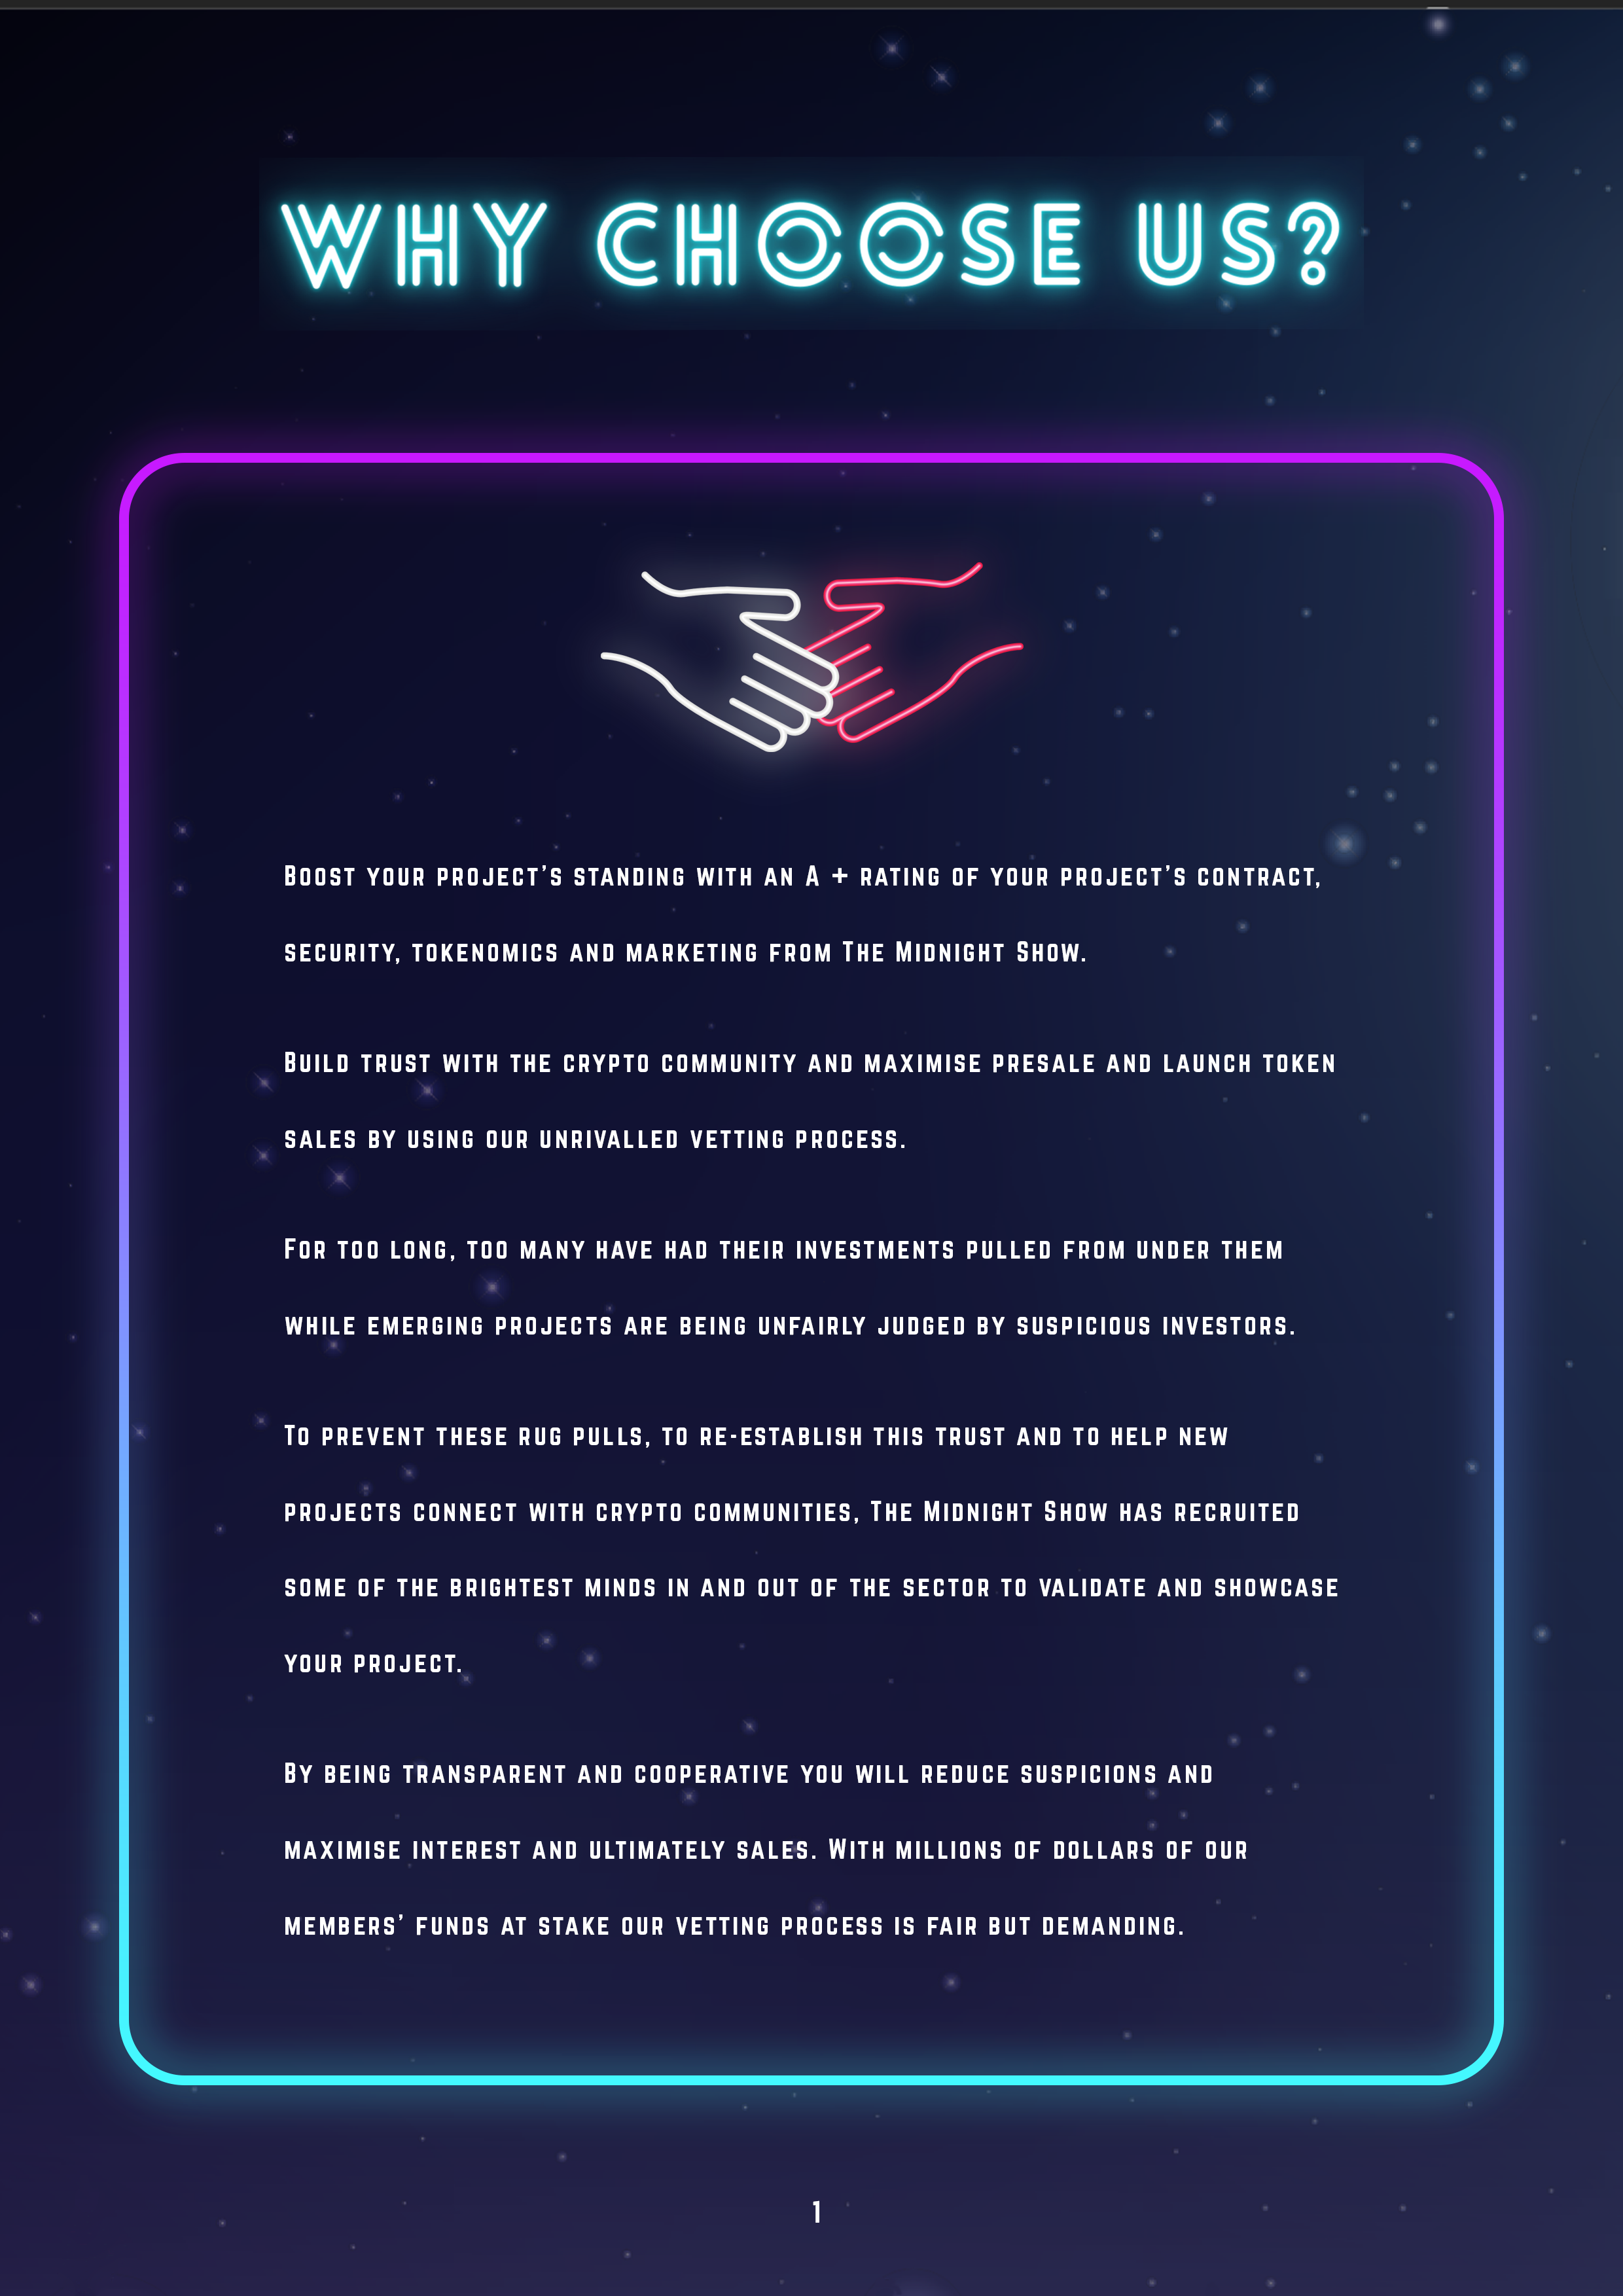 WHY CHOOSE US?
Boost your project's standing with an A + rating of your project's contract,
security, tokenomics and marketing from The Midnight Show.
Build trust with the crypto community and maximise presale and launch token
sales by using our unrivalled vetting process.
For too long, too many have had their investments pulled from under them
while emerging projects are being unfairly judged by suspicious investors.
To prevent these rug pulls, to re-establish this trust and to help new
projects connect with crypto communities, The Midnight Show has recruited
some of the brightest minds in and out of the sector to validate and showcase
your project.
By being transparent and cooperative you will reduce suspicions and
maximise interest and ultimately sales. With millions of dollars of our
members' funds at stake our vetting process is fair but demanding.
1